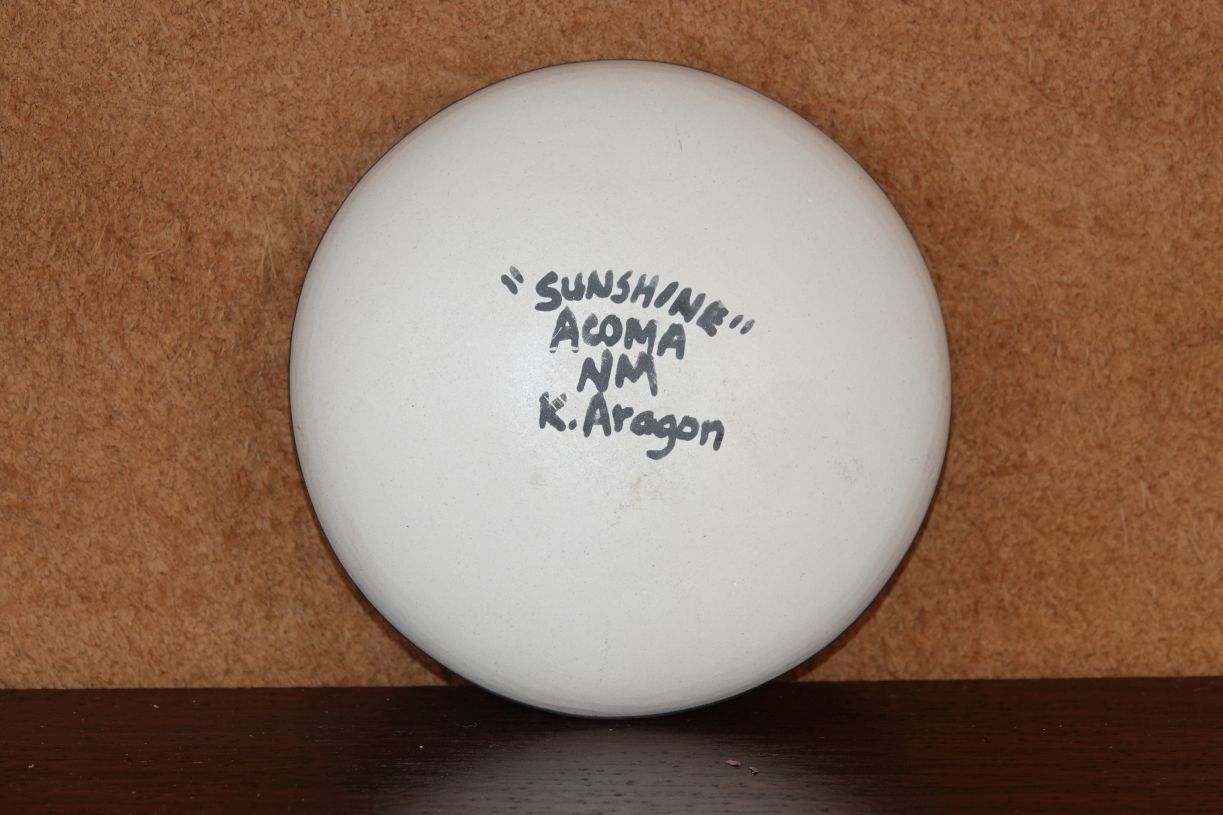 "SUNSHINE"
ACOMA
NM
K. Aragon